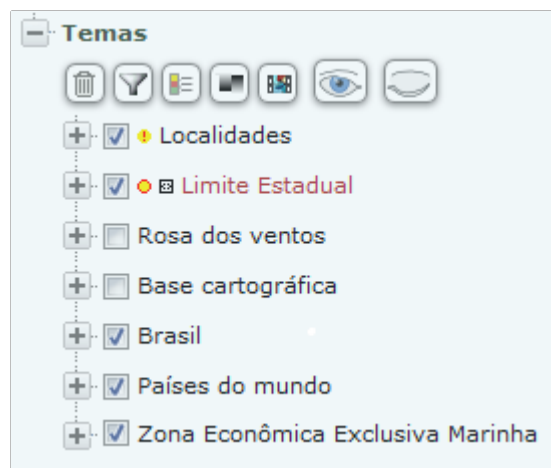 Temas
Localidades
Limite Estadual
Rosa dos ventos
Base cartográfica
Brasil
Países do mundo
Zona Econômica Exclusiva Marinha